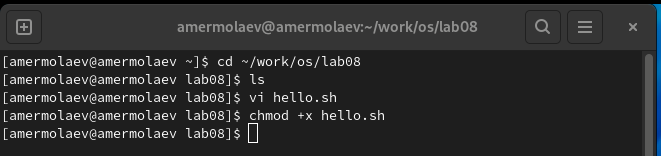 amermolaev@amermolaev:~/work/os/lab08
[amermolaev@amermolaev ~]$ cd ~/work/os/lab08
[amermolaev@amermolaev lab08]$ ls
[amermolaev@amermolaev lab08]$ vi hello.sh
[amermolaev@amermolaev lab08]$ chmod +x hello.sh
[amermolaev@amermolaev lab08]$